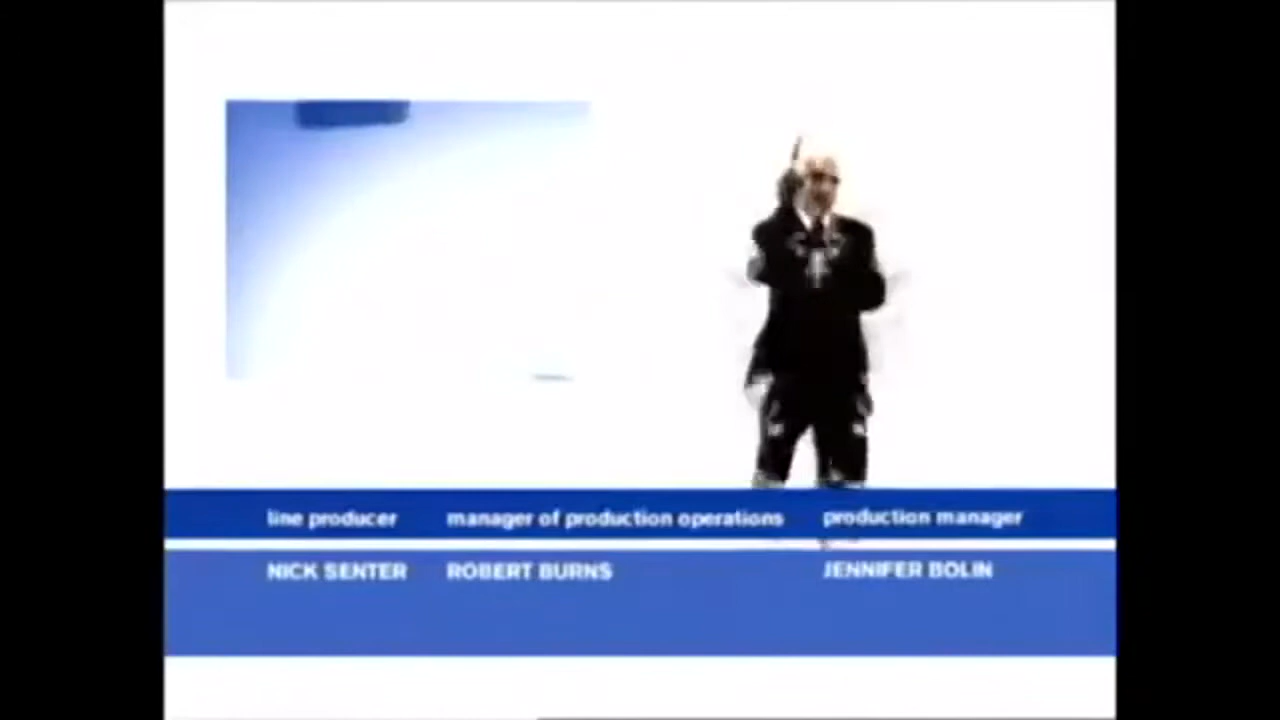 line producer manager of production operations production manager
NICK SENTER ROBERT BURNS JENNIFER BOLIN